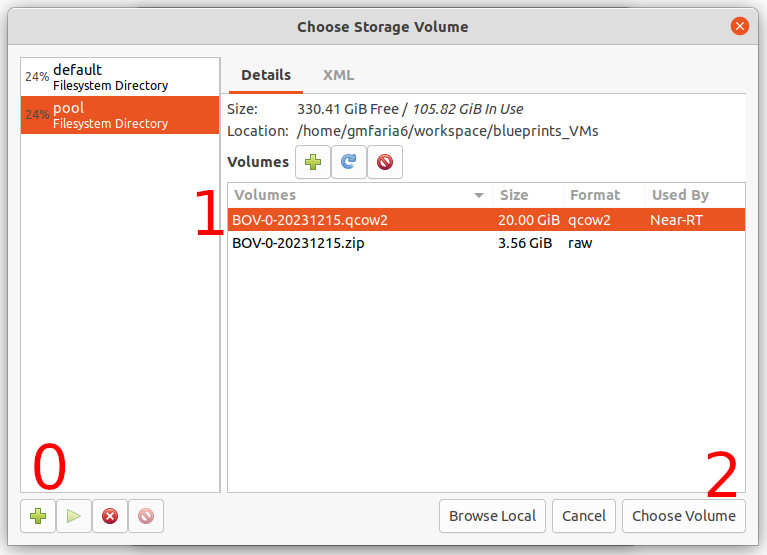 Choose Storage Volume
24% default
Filesystem Directory
24% pool
Filesystem Directory
Details XML
Size: 330.41 GiB Free / 105.82 GiB In Use
Location: /home/gmfaria6/workspace/blueprints_VMs
Volumes
Volumes Size Format Used By
1
BOV-0-20231215.qcow2 20.00 GiB qcow2 Near-RT
BOV-0-20231215.zip 3.56 GiB raw
0
2
Browse Local Cancel Choose Volume